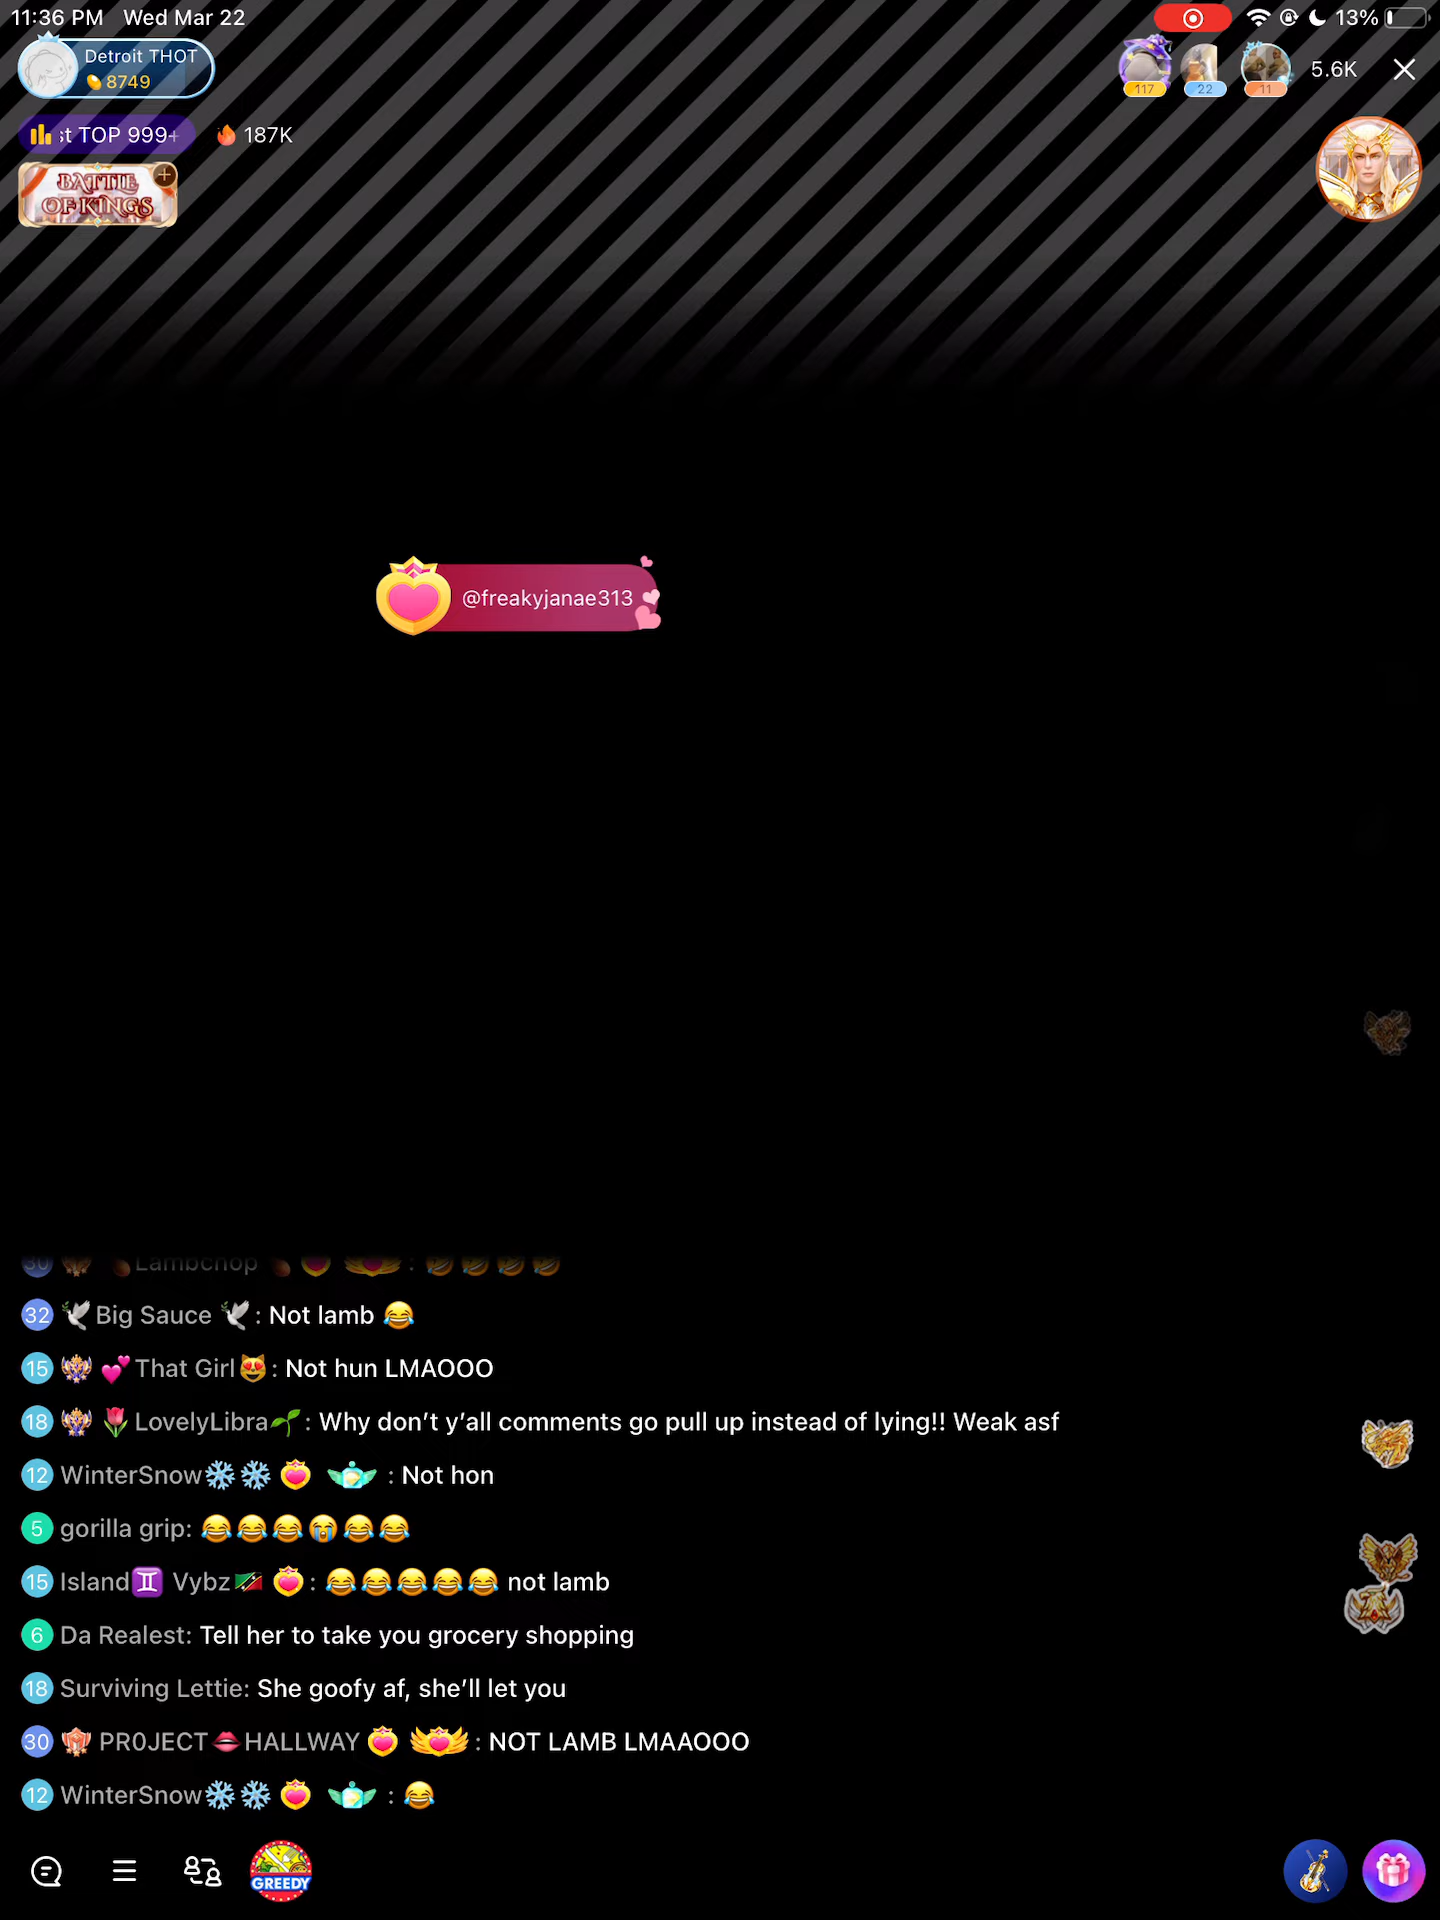 11:36 PM Wed Mar 22 13%
Detroit THOT
8749
117 22 11 5.6K
st TOP 999+ 187K
BATTLE
OF KINGS
@freakyjanae313
30 Lambchop :
32 🕊️Big Sauce 🕊️: Not lamb 😂
15 💕That Girl😻: Not hun LMAOOO
18 🌷LovelyLibra🌱: Why don’t y’all comments go pull up instead of lying!! Weak asf
12 WinterSnow❄️❄️ : Not hon
5 gorilla grip: 😂😂😂😭😂😂
15 Island♊ Vybz🇰🇳 : 😂😂😂😂😂 not lamb
6 Da Realest: Tell her to take you grocery shopping
18 Surviving Lettie: She goofy af, she’ll let you
30 PR0JECT👄HALLWAY : NOT LAMB LMAAOOO
12 WinterSnow❄️❄️ : 😂
GREEDY